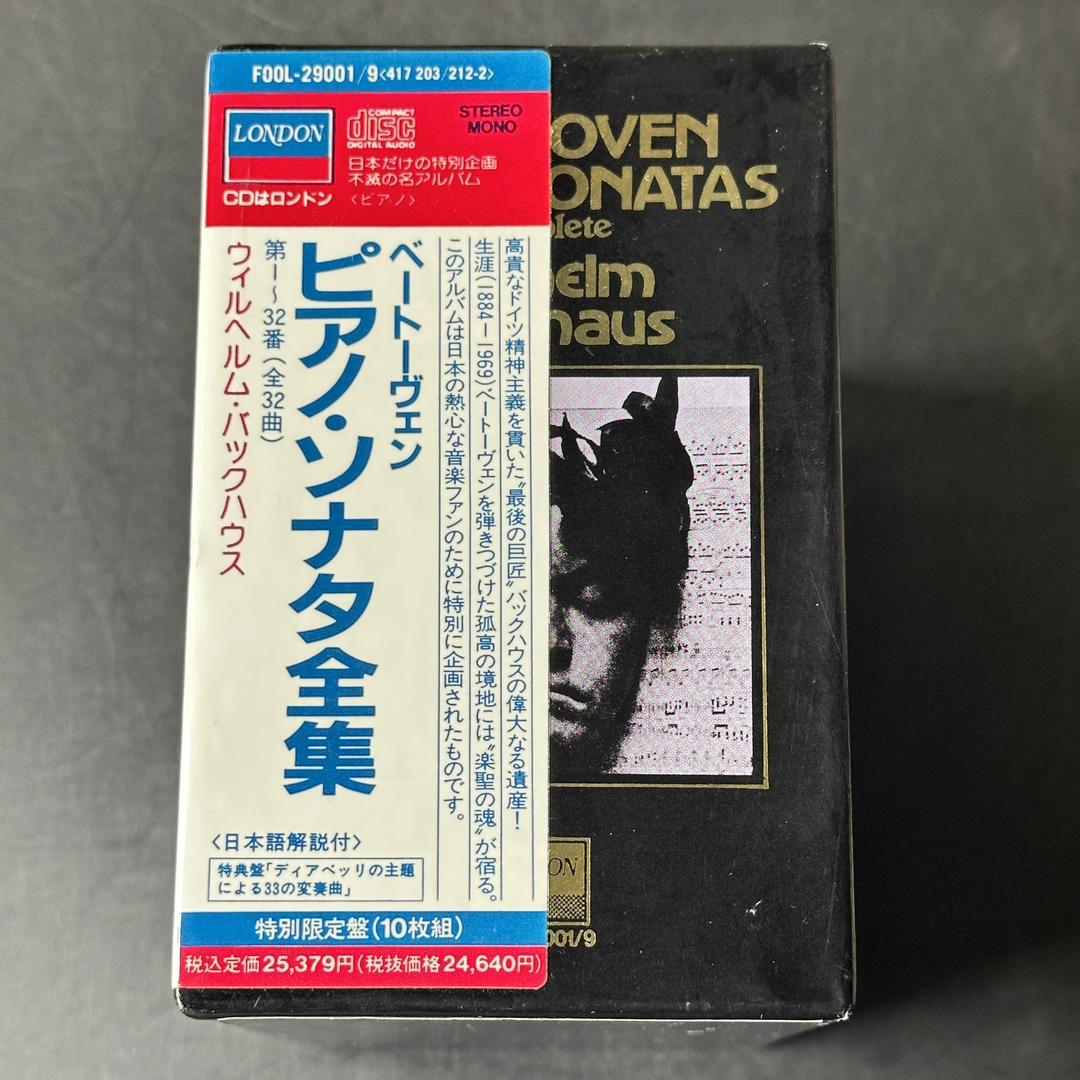 FOOL-29001/9<417 203/212-2>
LONDON
COMPACT
disc
DIGITAL AUDIO
STEREO
MONO
日本だけの特別企画
不滅の名アルバム
CDはロンドン
〈ピアノ〉
高貴なドイツ精神主義を貫いた〝最後の巨匠〟バックハウスの偉大なる遺産!
生涯(1884－1969)ベートーヴェンを弾きつづけた孤高の境地には〝楽聖の魂〟が宿る。
このアルバムは日本の熱心な音楽ファンのために特別に企画されたものです。
ベートーヴェン
ピアノ・ソナタ全集
第1～32番(全32曲)
ウィルヘルム・バックハウス
〈日本語解説付〉
特典盤「ディアベッリの主題
による33の変奏曲」
特別限定盤(10枚組)
税込定価25,379円(税抜価格24,640円)
OVEN
ONATAS
plete
elm
haus
ON
001/9